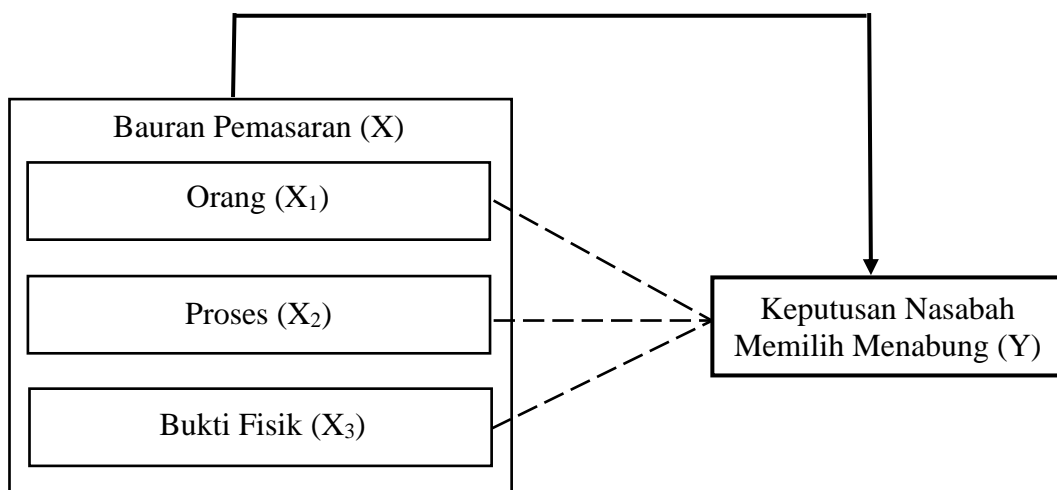 Bauran Pemasaran (X)
Orang (X₁)
Proses (X₂)
Bukti Fisik (X₃)
Keputusan Nasabah
Memilih Menabung (Y)